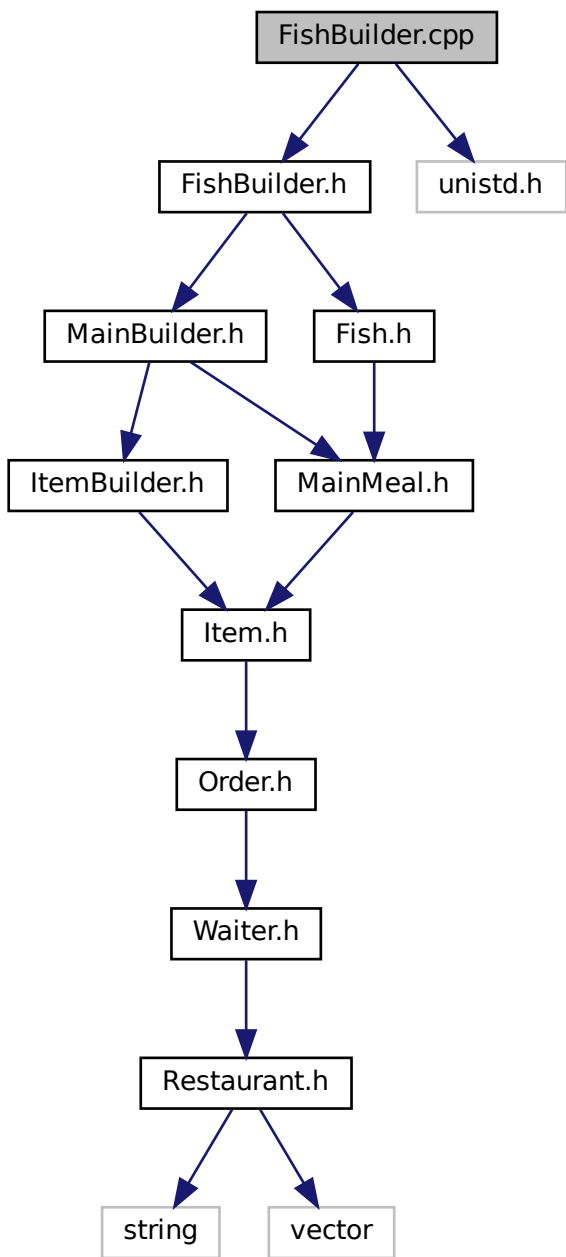 FishBuilder.cpp
FishBuilder.h
unistd.h
MainBuilder.h
Fish.h
ItemBuilder.h
MainMeal.h
Item.h
Order.h
Waiter.h
Restaurant.h
string
vector